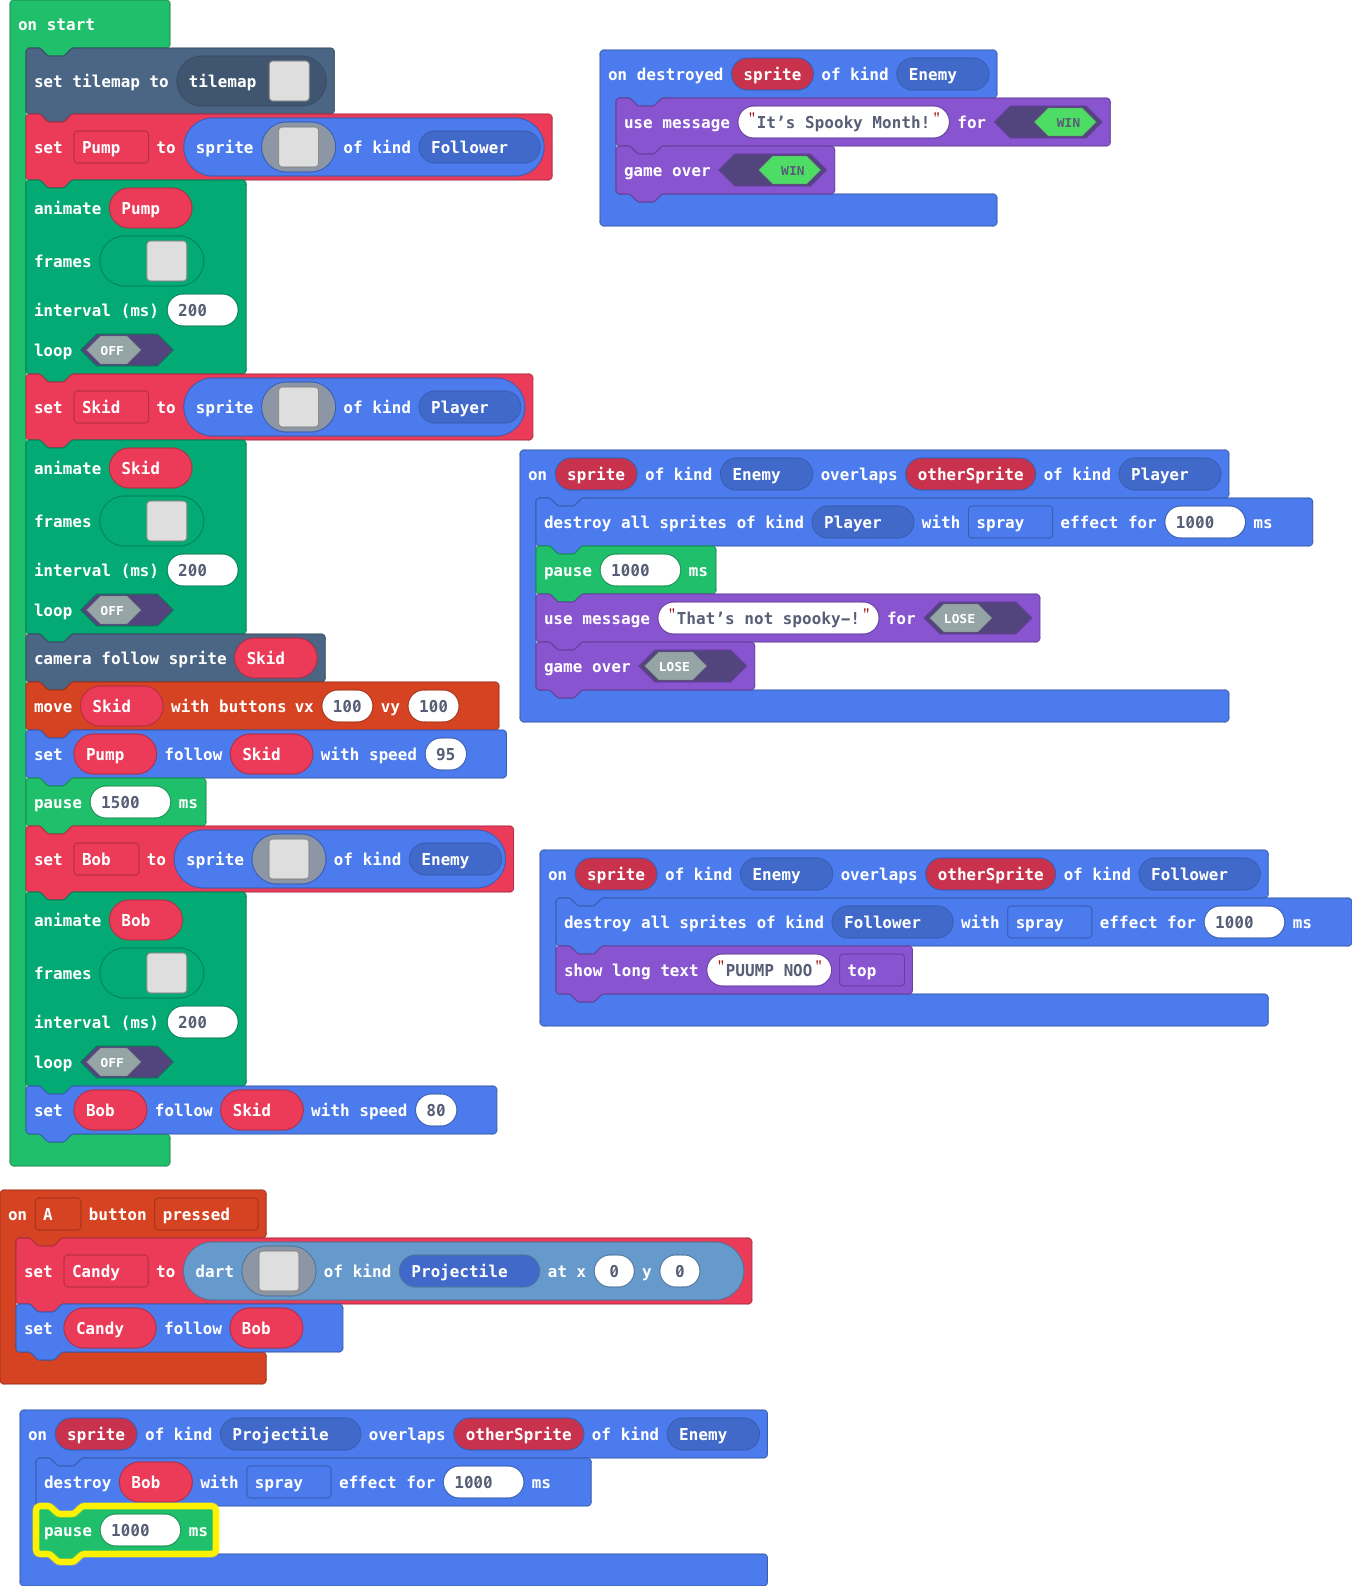 on start
set tilemap to tilemap
set Pump to sprite of kind Follower
animate Pump
frames
interval (ms) 200
loop OFF
set Skid to sprite of kind Player
animate Skid
frames
interval (ms) 200
loop OFF
camera follow sprite Skid
move Skid with buttons vx 100 vy 100
set Pump follow Skid with speed 95
pause 1500 ms
set Bob to sprite of kind Enemy
animate Bob
frames
interval (ms) 200
loop OFF
set Bob follow Skid with speed 80
on destroyed sprite of kind Enemy
use message "It’s Spooky Month!" for WIN
game over WIN
on sprite of kind Enemy overlaps otherSprite of kind Player
destroy all sprites of kind Player with spray effect for 1000 ms
pause 1000 ms
use message "That’s not spooky—!" for LOSE
game over LOSE
on sprite of kind Enemy overlaps otherSprite of kind Follower
destroy all sprites of kind Follower with spray effect for 1000 ms
show long text "PUUMP NOO" top
on A button pressed
set Candy to dart of kind Projectile at x 0 y 0
set Candy follow Bob
on sprite of kind Projectile overlaps otherSprite of kind Enemy
destroy Bob with spray effect for 1000 ms
pause 1000 ms